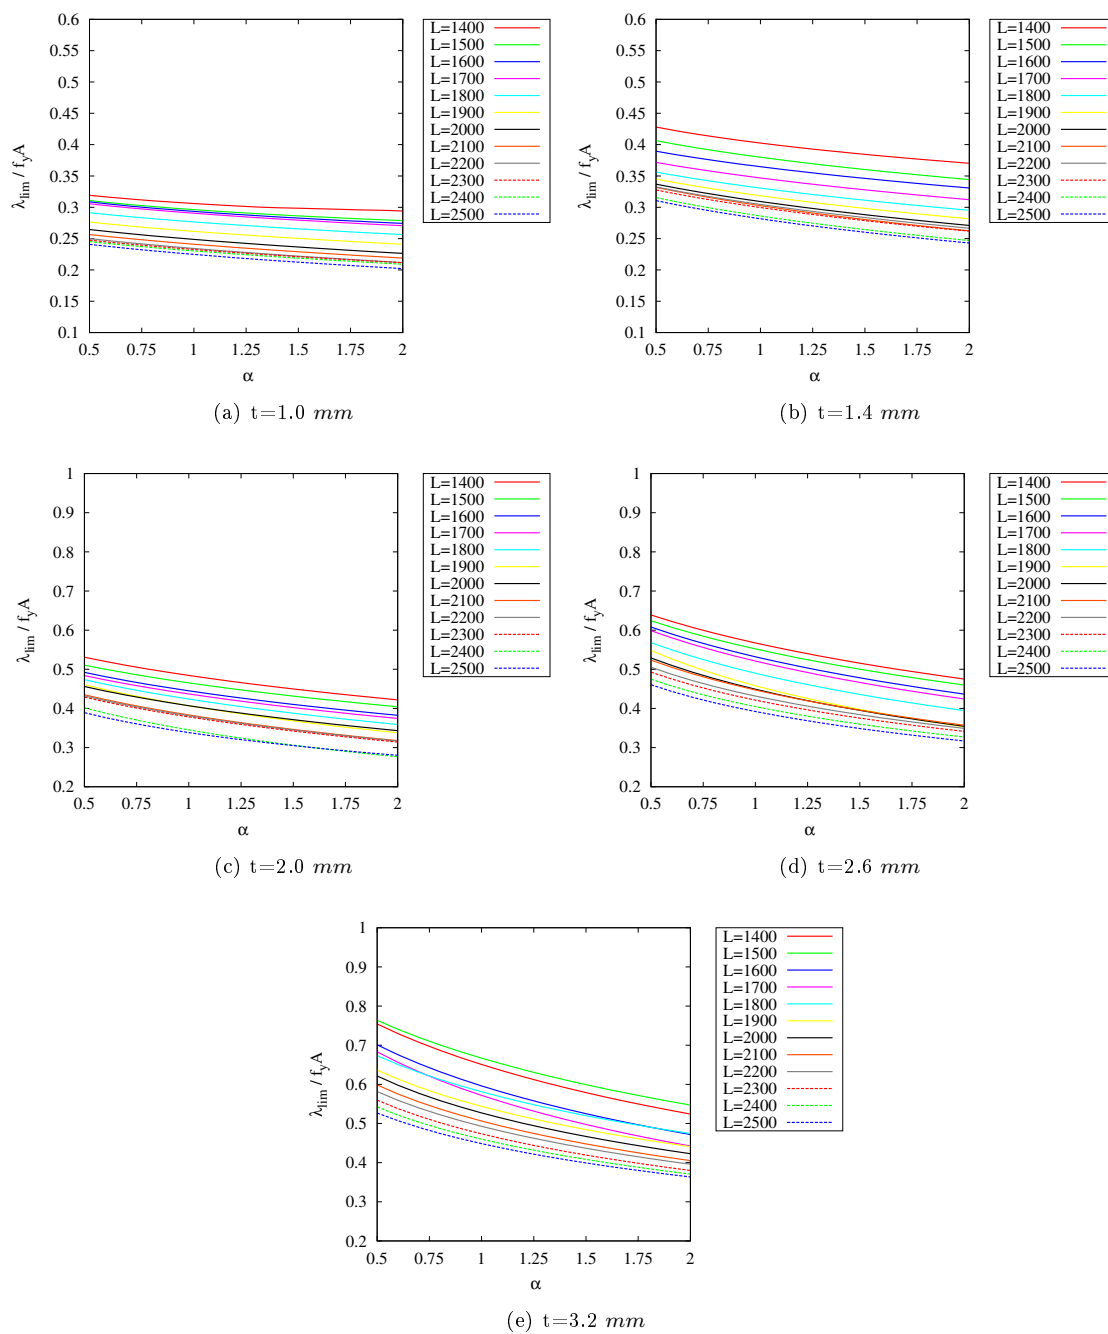 0.6
0.55
0.5
0.45
0.4
0.35
0.3
0.25
0.2
0.15
0.1
0.5 0.75 1 1.25 1.5 1.75 2
λlim / fyA
α
L=1400
L=1500
L=1600
L=1700
L=1800
L=1900
L=2000
L=2100
L=2200
L=2300
L=2400
L=2500
(a) t=1.0 mm
0.6
0.55
0.5
0.45
0.4
0.35
0.3
0.25
0.2
0.15
0.1
0.5 0.75 1 1.25 1.5 1.75 2
λlim / fyA
α
L=1400
L=1500
L=1600
L=1700
L=1800
L=1900
L=2000
L=2100
L=2200
L=2300
L=2400
L=2500
(b) t=1.4 mm
1
0.9
0.8
0.7
0.6
0.5
0.4
0.3
0.2
0.5 0.75 1 1.25 1.5 1.75 2
λlim / fyA
α
L=1400
L=1500
L=1600
L=1700
L=1800
L=1900
L=2000
L=2100
L=2200
L=2300
L=2400
L=2500
(c) t=2.0 mm
1
0.9
0.8
0.7
0.6
0.5
0.4
0.3
0.2
0.5 0.75 1 1.25 1.5 1.75 2
λlim / fyA
α
L=1400
L=1500
L=1600
L=1700
L=1800
L=1900
L=2000
L=2100
L=2200
L=2300
L=2400
L=2500
(d) t=2.6 mm
1
0.9
0.8
0.7
0.6
0.5
0.4
0.3
0.2
0.5 0.75 1 1.25 1.5 1.75 2
λlim / fyA
α
L=1400
L=1500
L=1600
L=1700
L=1800
L=1900
L=2000
L=2100
L=2200
L=2300
L=2400
L=2500
(e) t=3.2 mm